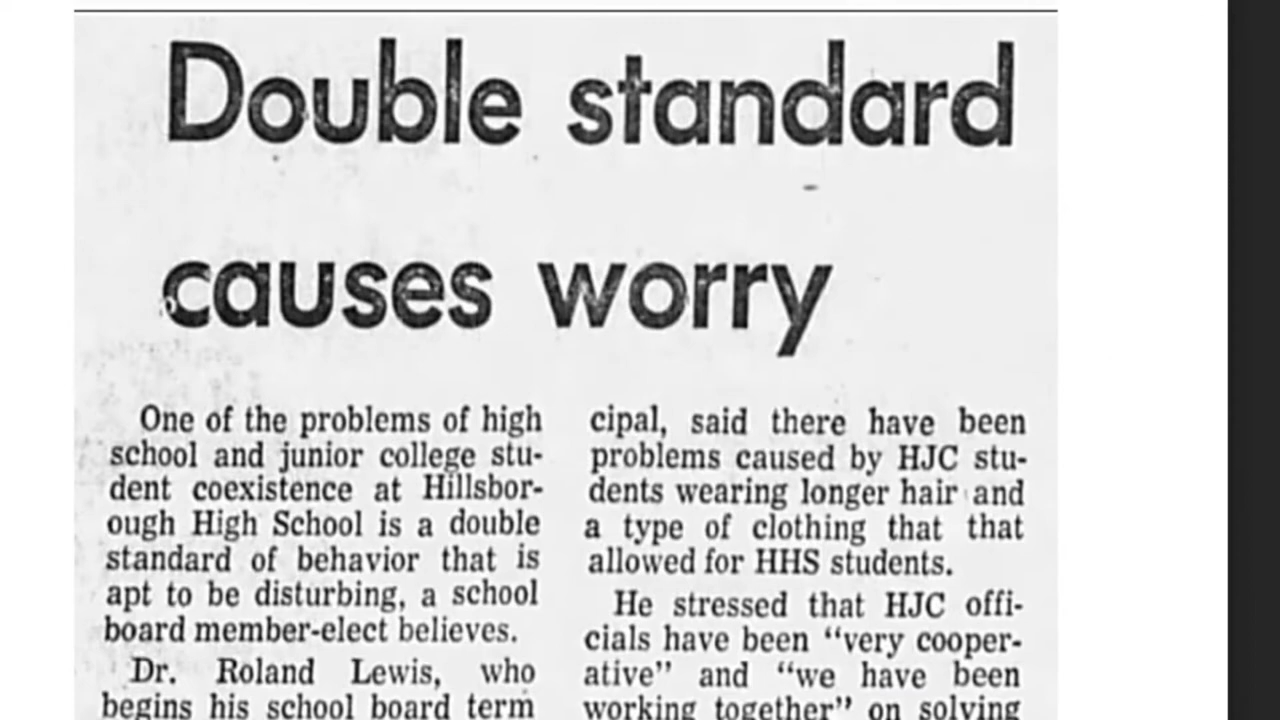 Double standard
causes worry
One of the problems of high
school and junior college stu-
dent coexistence at Hillsbor-
ough High School is a double
standard of behavior that is
apt to be disturbing, a school
board member-elect believes.
Dr. Roland Lewis, who
begins his school board term
cipal, said there have been
problems caused by HJC stu-
dents wearing longer hair and
a type of clothing that that
allowed for HHS students.
He stressed that HJC offi-
cials have been "very cooper-
ative" and "we have been
working together" on solving